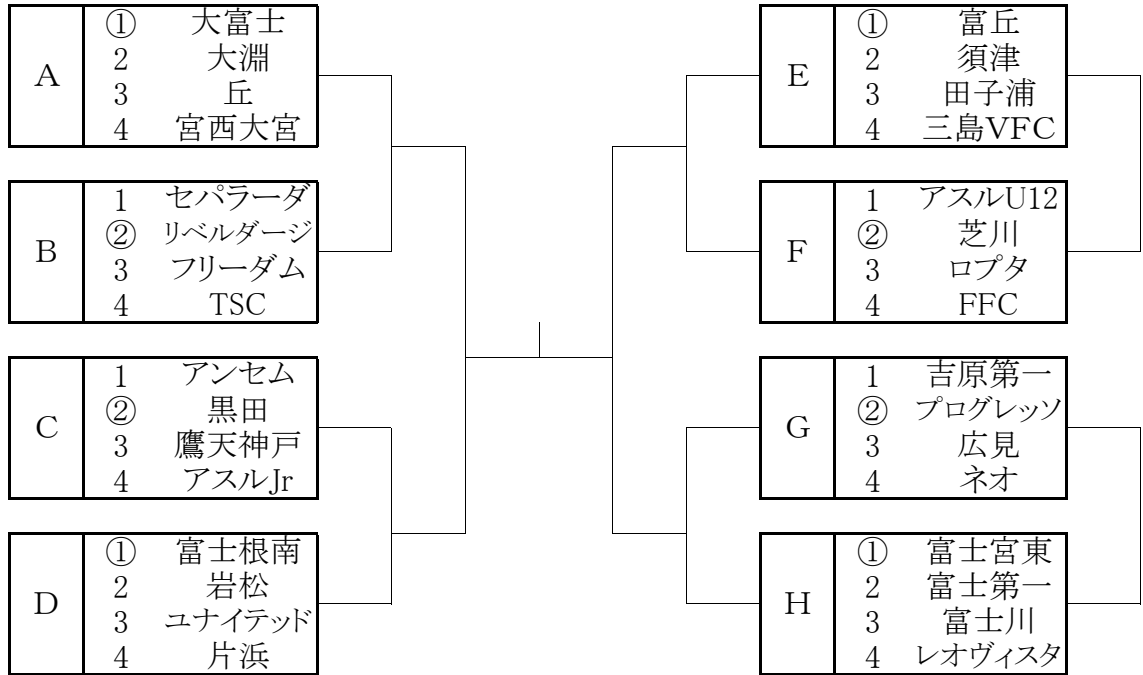 A
① 大富士
2 大淵
3 丘
4 宮西大宮
B
1 セパラーダ
② リベルダージ
3 フリーダム
4 TSC
C
1 アンセム
② 黒田
3 鷹天神戸
4 アスルJr
D
① 富士根南
2 岩松
3 ユナイテッド
4 片浜
E
① 富丘
2 須津
3 田子浦
4 三島VFC
F
1 アスルU12
② 芝川
3 ロプタ
4 FFC
G
1 吉原第一
② プログレッソ
3 広見
4 ネオ
H
① 富士宮東
2 富士第一
3 富士川
4 レオヴィスタ